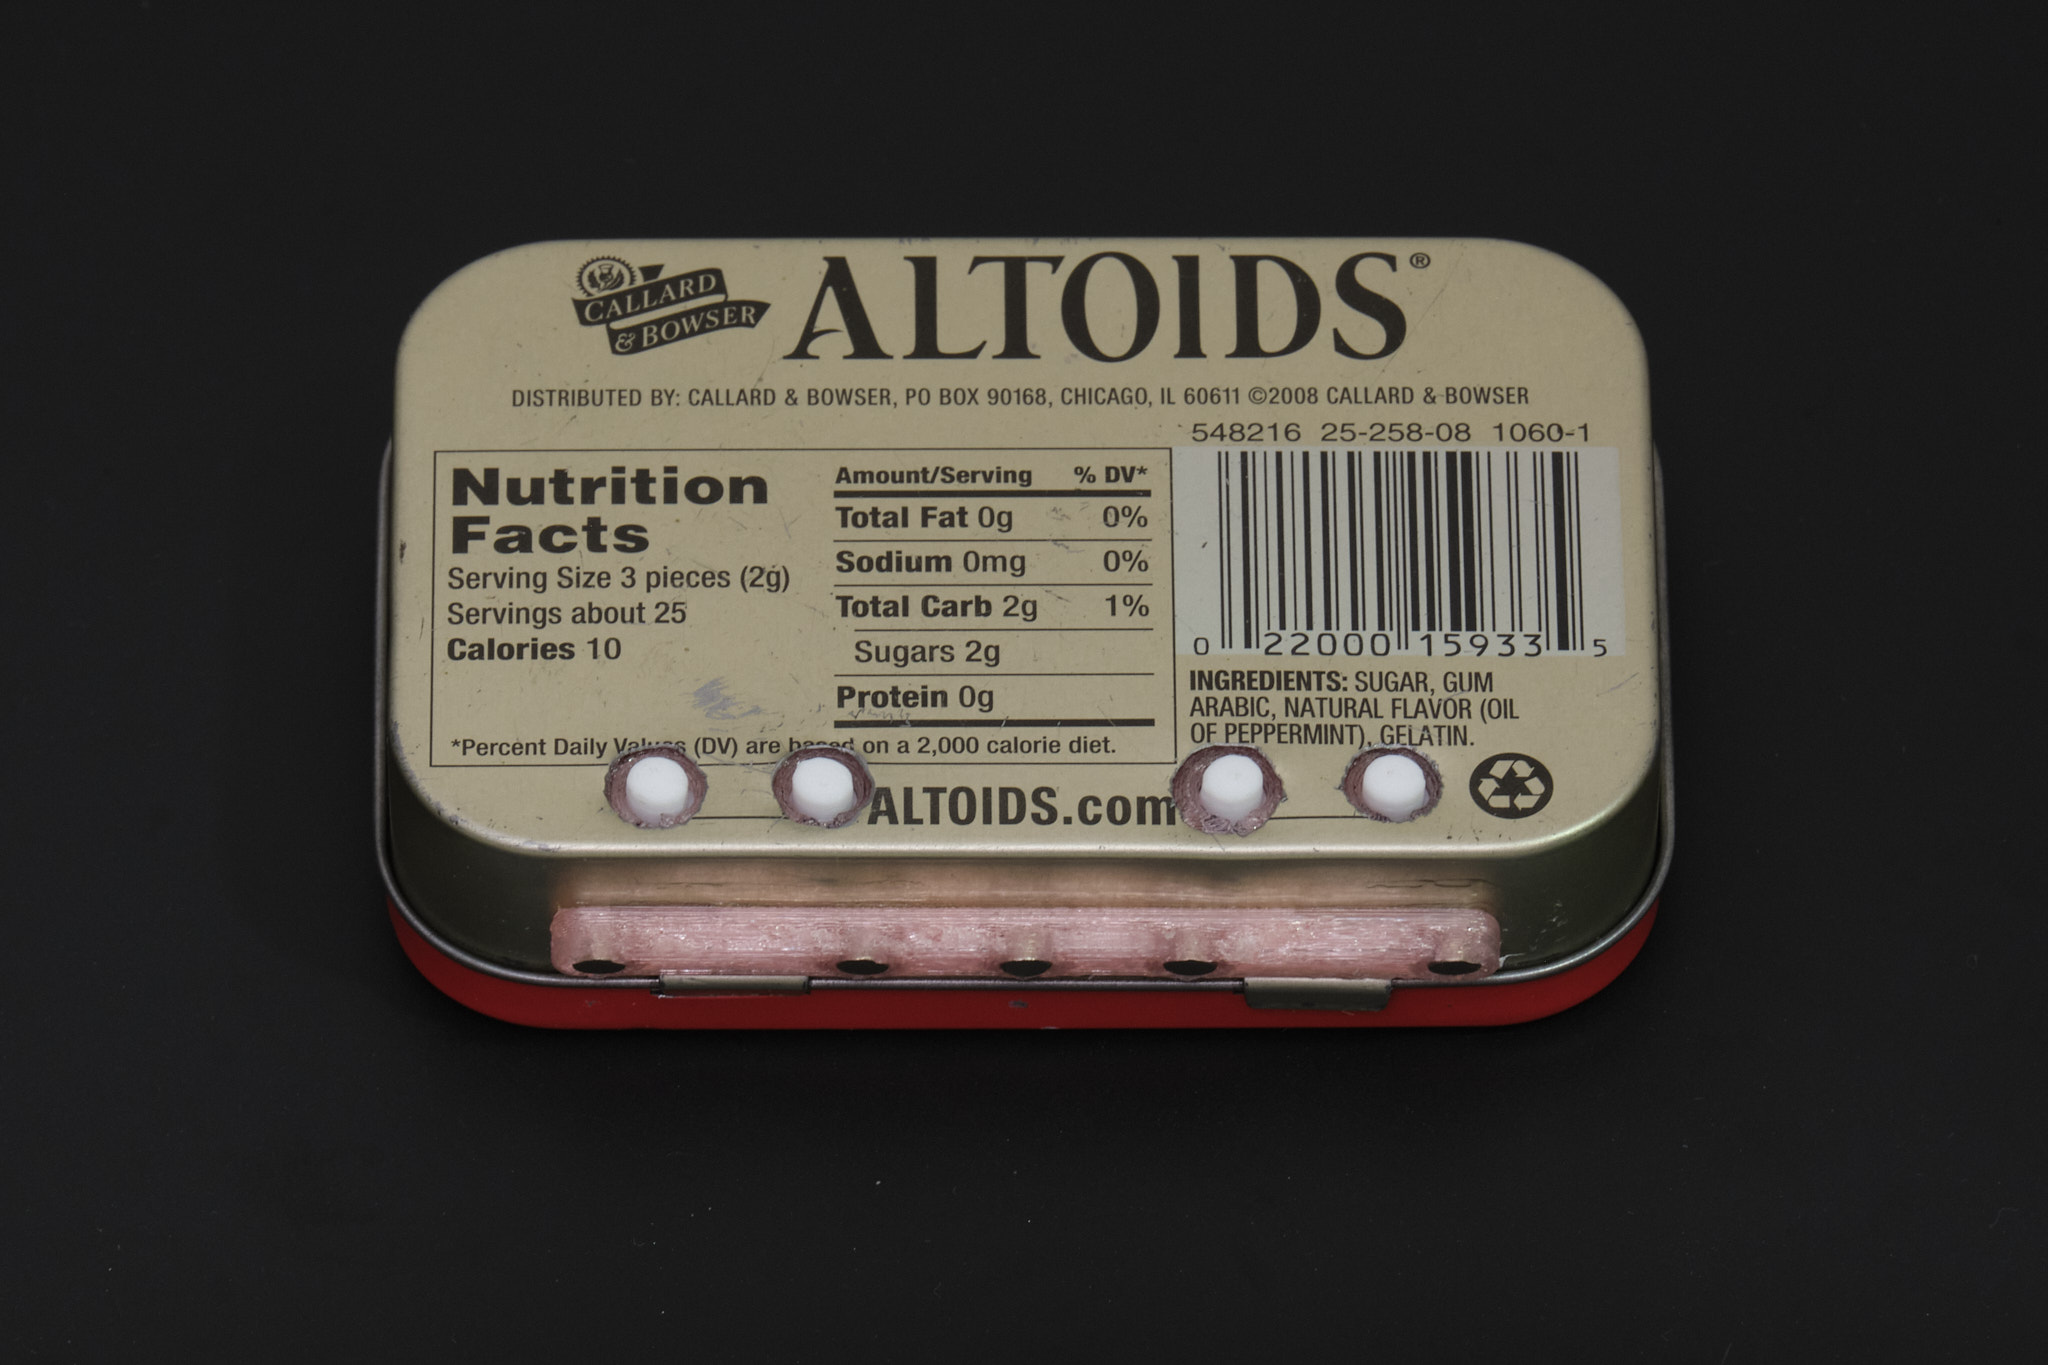 CALLARD
& BOWSER
ALTOIDS®
DISTRIBUTED BY: CALLARD & BOWSER, PO BOX 90168, CHICAGO, IL 60611 ©2008 CALLARD & BOWSER
548216 25-258-08 1060-1
Nutrition
Facts
Serving Size 3 pieces (2g)
Servings about 25
Calories 10
Amount/Serving % DV*
Total Fat 0g 0%
Sodium 0mg 0%
Total Carb 2g 1%
Sugars 2g
Protein 0g
*Percent Daily Values (DV) are based on a 2,000 calorie diet.
0 22000 15933 5
INGREDIENTS: SUGAR, GUM
ARABIC, NATURAL FLAVOR (OIL
OF PEPPERMINT), GELATIN.
ALTOIDS.com